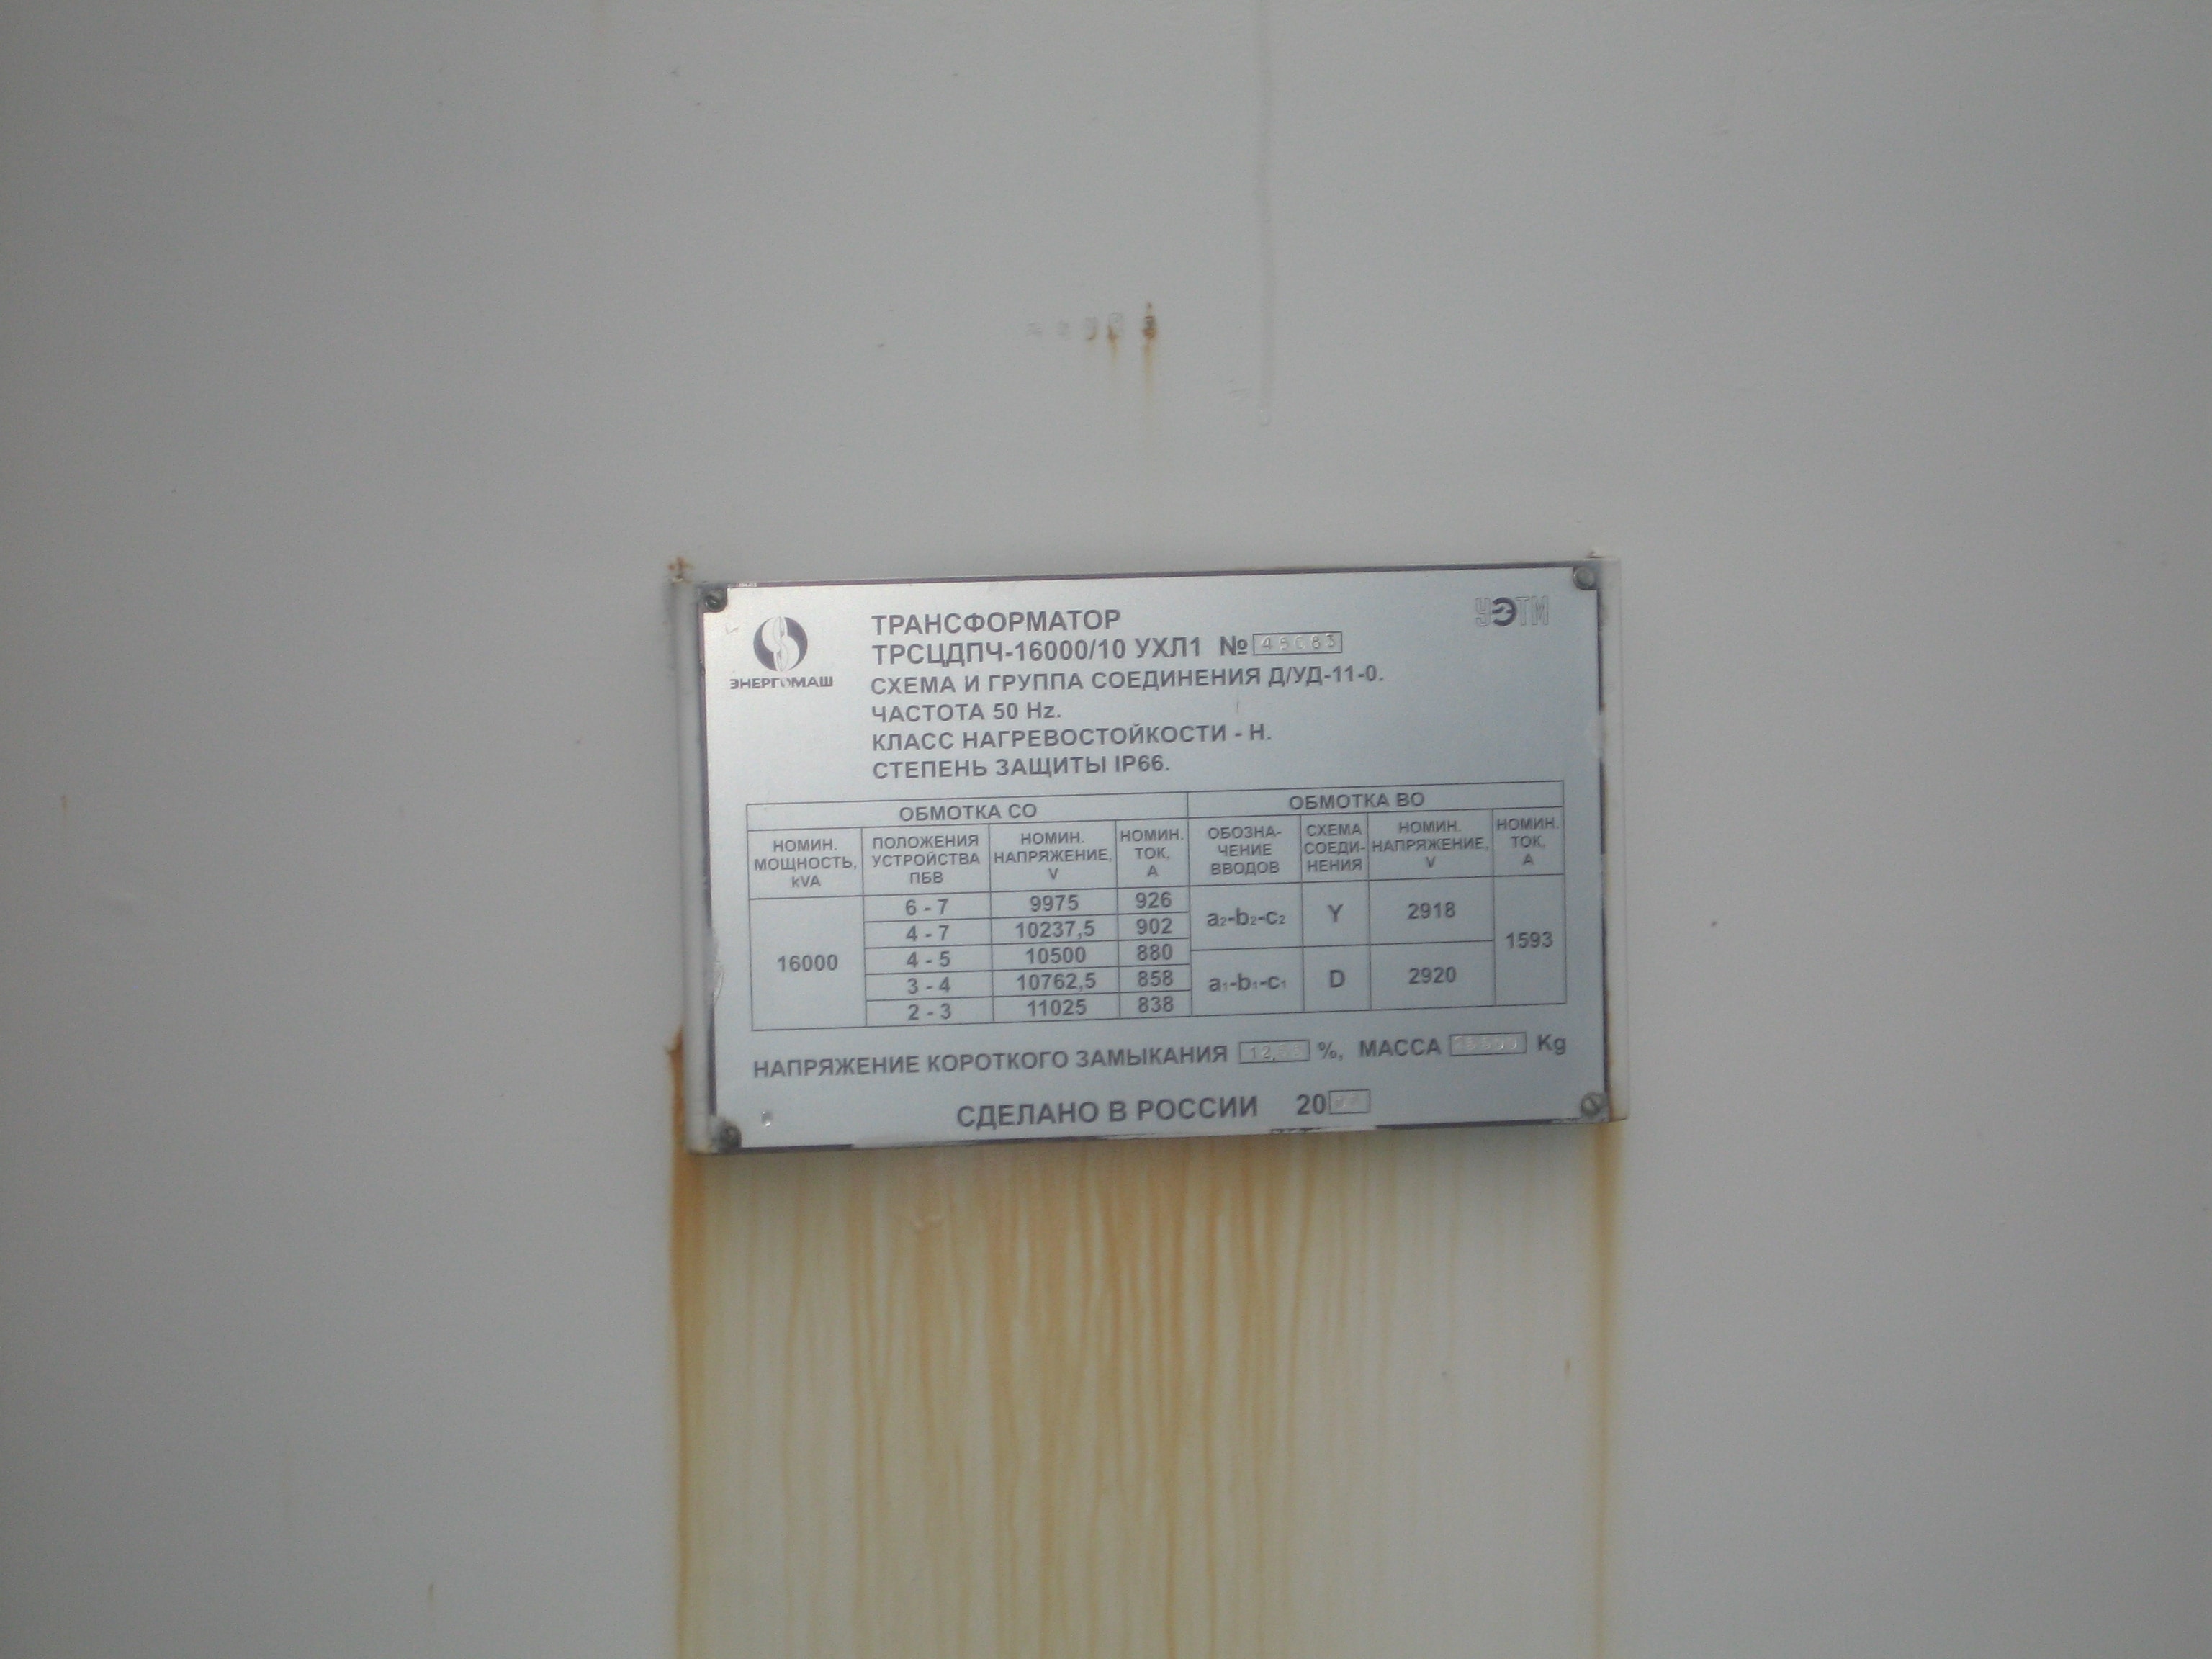 ЭНЕРГОМАШ
УЭТМ
ТРАНСФОРМАТОР
ТРСЦДПЧ-16000/10 УХЛ1 №
СХЕМА И ГРУППА СОЕДИНЕНИЯ Д/УД-11-0.
ЧАСТОТА 50 Hz.
КЛАСС НАГРЕВОСТОЙКОСТИ - Н.
СТЕПЕНЬ ЗАЩИТЫ IP66.
ОБМОТКА СО ОБМОТКА ВО
НОМИН. МОЩНОСТЬ, kVA ПОЛОЖЕНИЯ УСТРОЙСТВА ПБВ НОМИН. НАПРЯЖЕНИЕ, V НОМИН. ТОК, А ОБОЗНА-ЧЕНИЕ ВВОДОВ СХЕМА СОЕДИ-НЕНИЯ НОМИН. НАПРЯЖЕНИЕ, V НОМИН. ТОК, А
16000
6 - 7 9975 926
4 - 7 10237,5 902
4 - 5 10500 880
3 - 4 10762,5 858
2 - 3 11025 838
a2-b2-c2 Y 2918
a1-b1-c1 D 2920
1593
НАПРЯЖЕНИЕ КОРОТКОГО ЗАМЫКАНИЯ %, МАССА Kg
СДЕЛАНО В РОССИИ 20